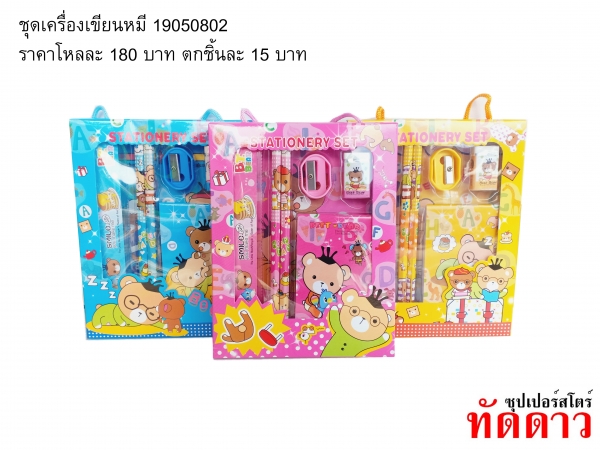 ชุดเครื่องเขียนหมี 19050802
ราคาโหลละ 180 บาท ตกชิ้นละ 15 บาท
STATIONERY SET
STATIONERY SET
STATIONERY SET
ซุปเปอร์สโตร์
ทัดดาว